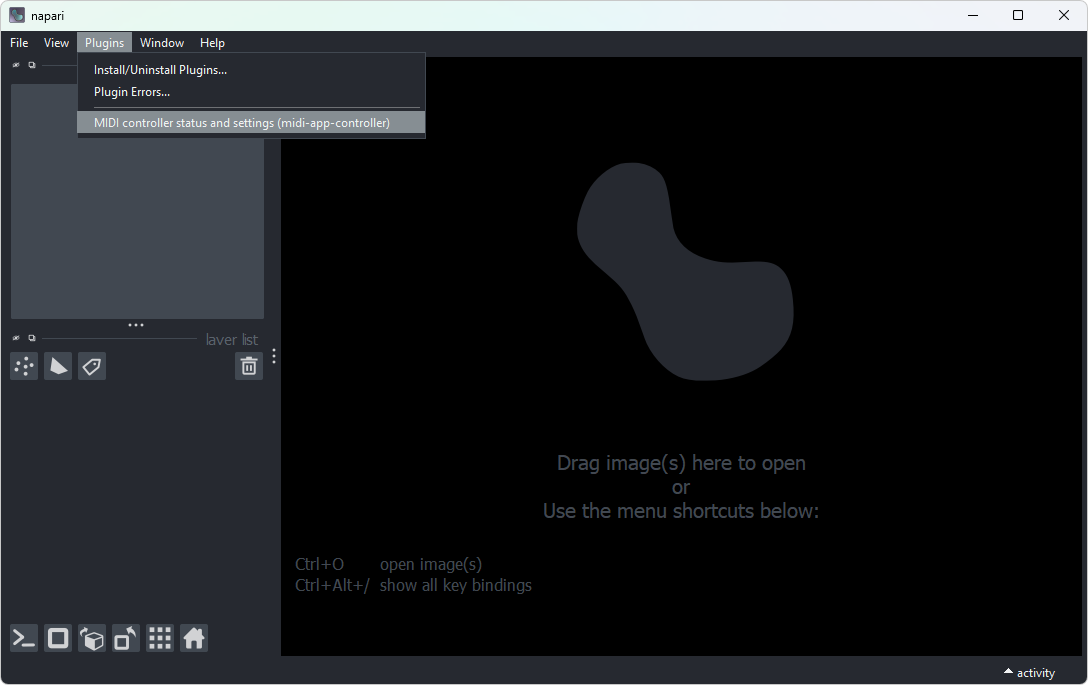 napari
File View Plugins Window Help
Install/Uninstall Plugins...
Plugin Errors...
MIDI controller status and settings (midi-app-controller)
laver list
Drag image(s) here to open
or
Use the menu shortcuts below:
Ctrl+O open image(s)
Ctrl+Alt+/ show all key bindings
activity